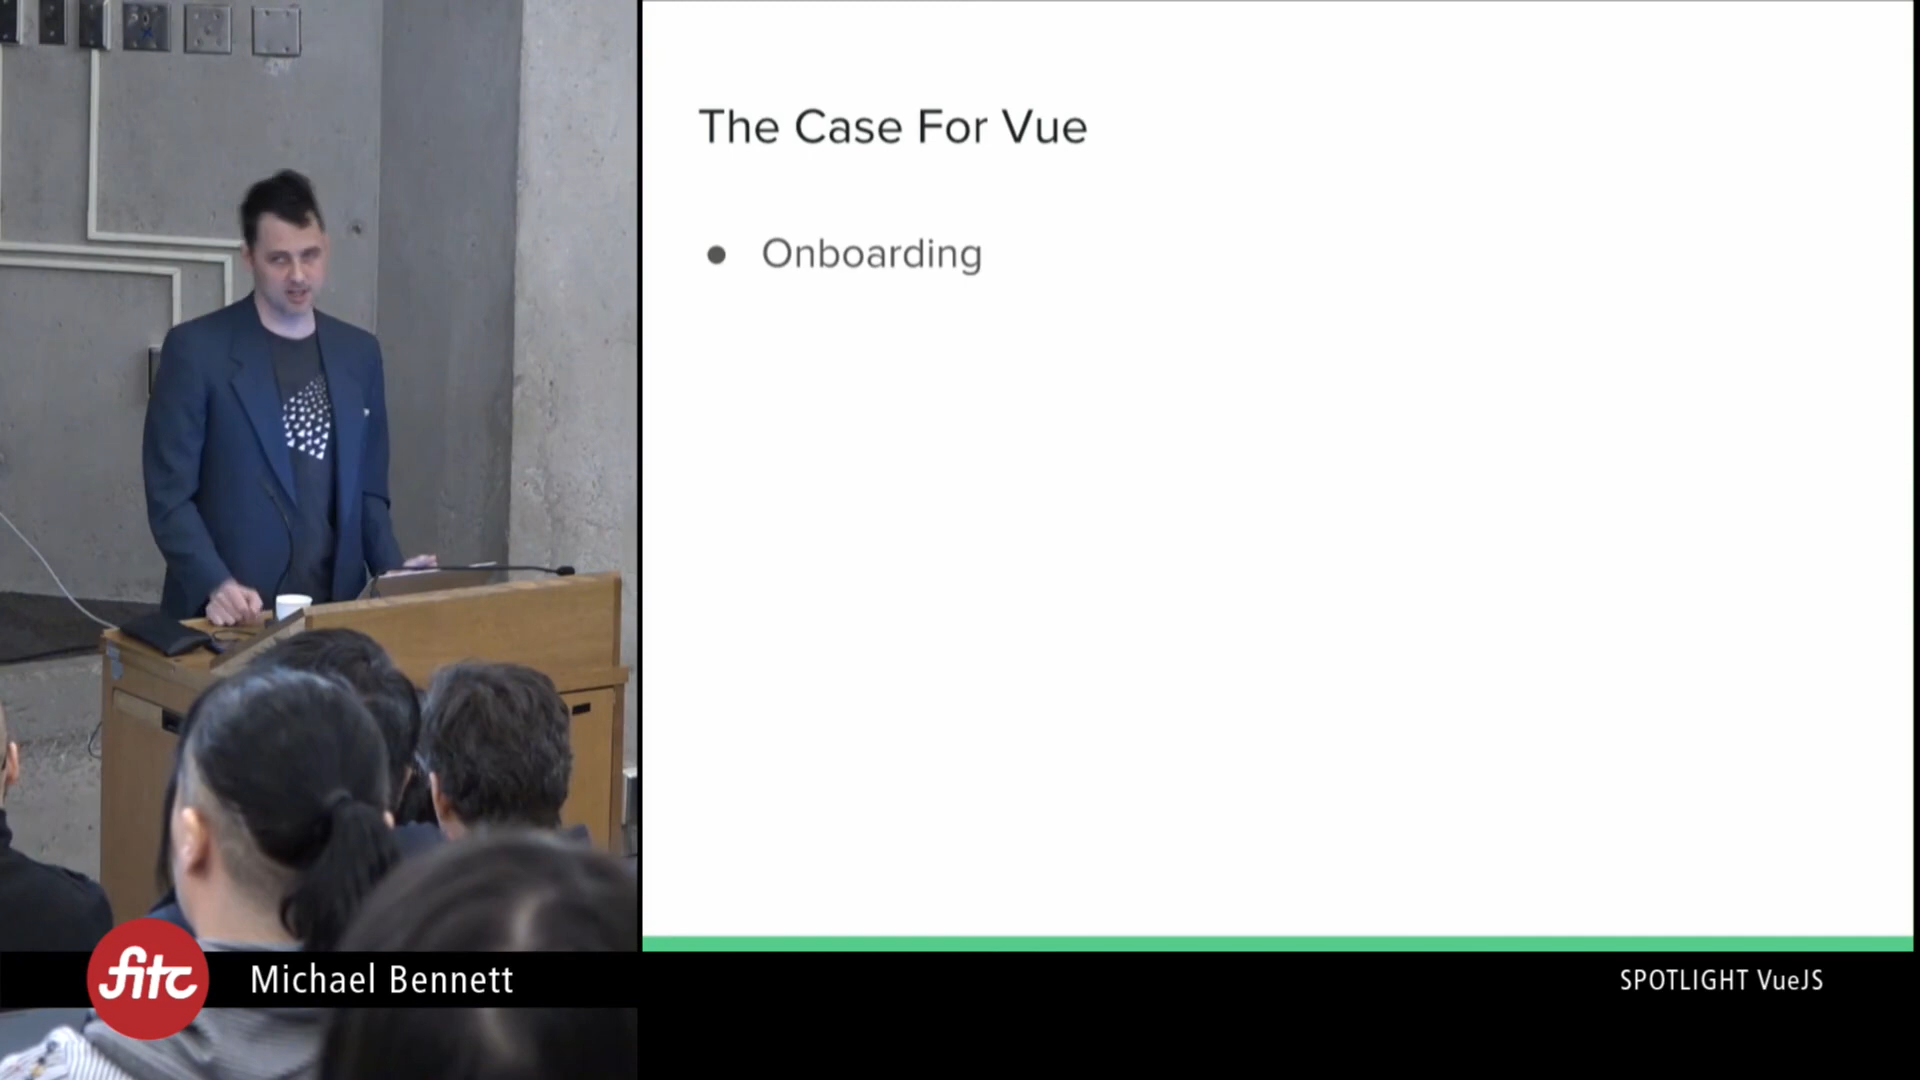 The Case For Vue
● Onboarding
fitc
Michael Bennett
SPOTLIGHT VueJS